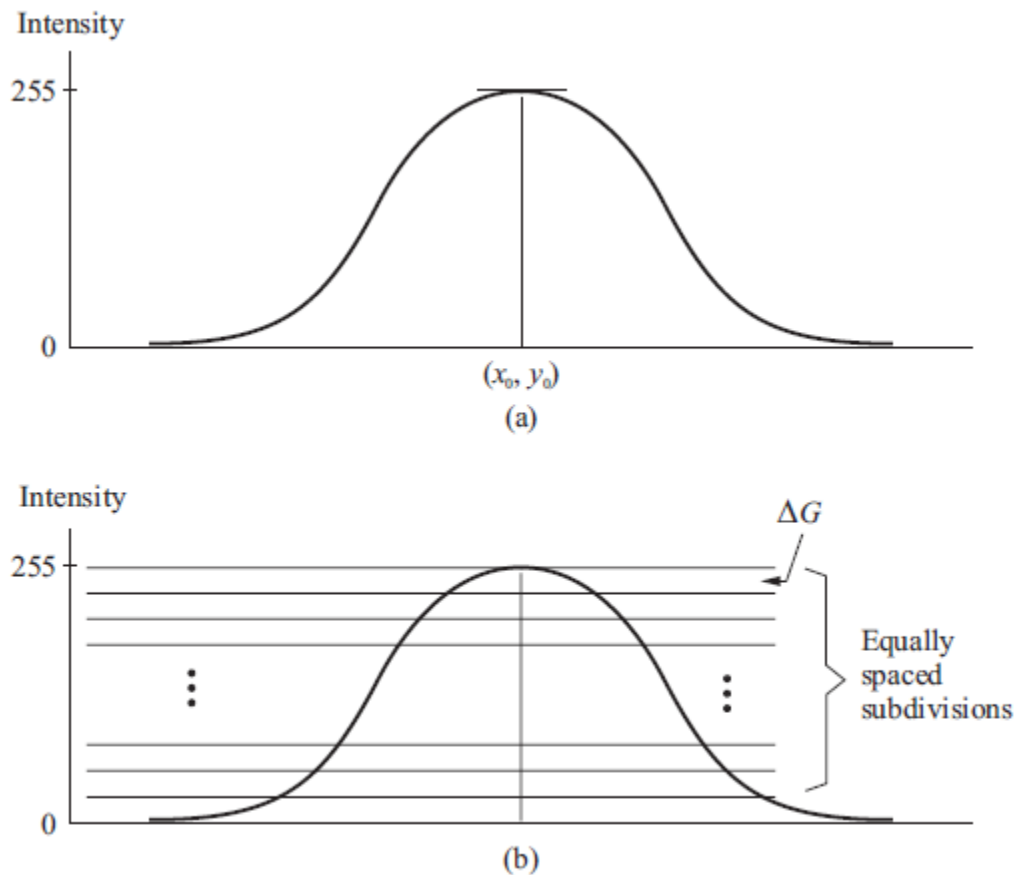 Intensity
255
0
(x₀, y₀)
(a)
Intensity
ΔG
255
Equally
spaced
subdivisions
0
(b)